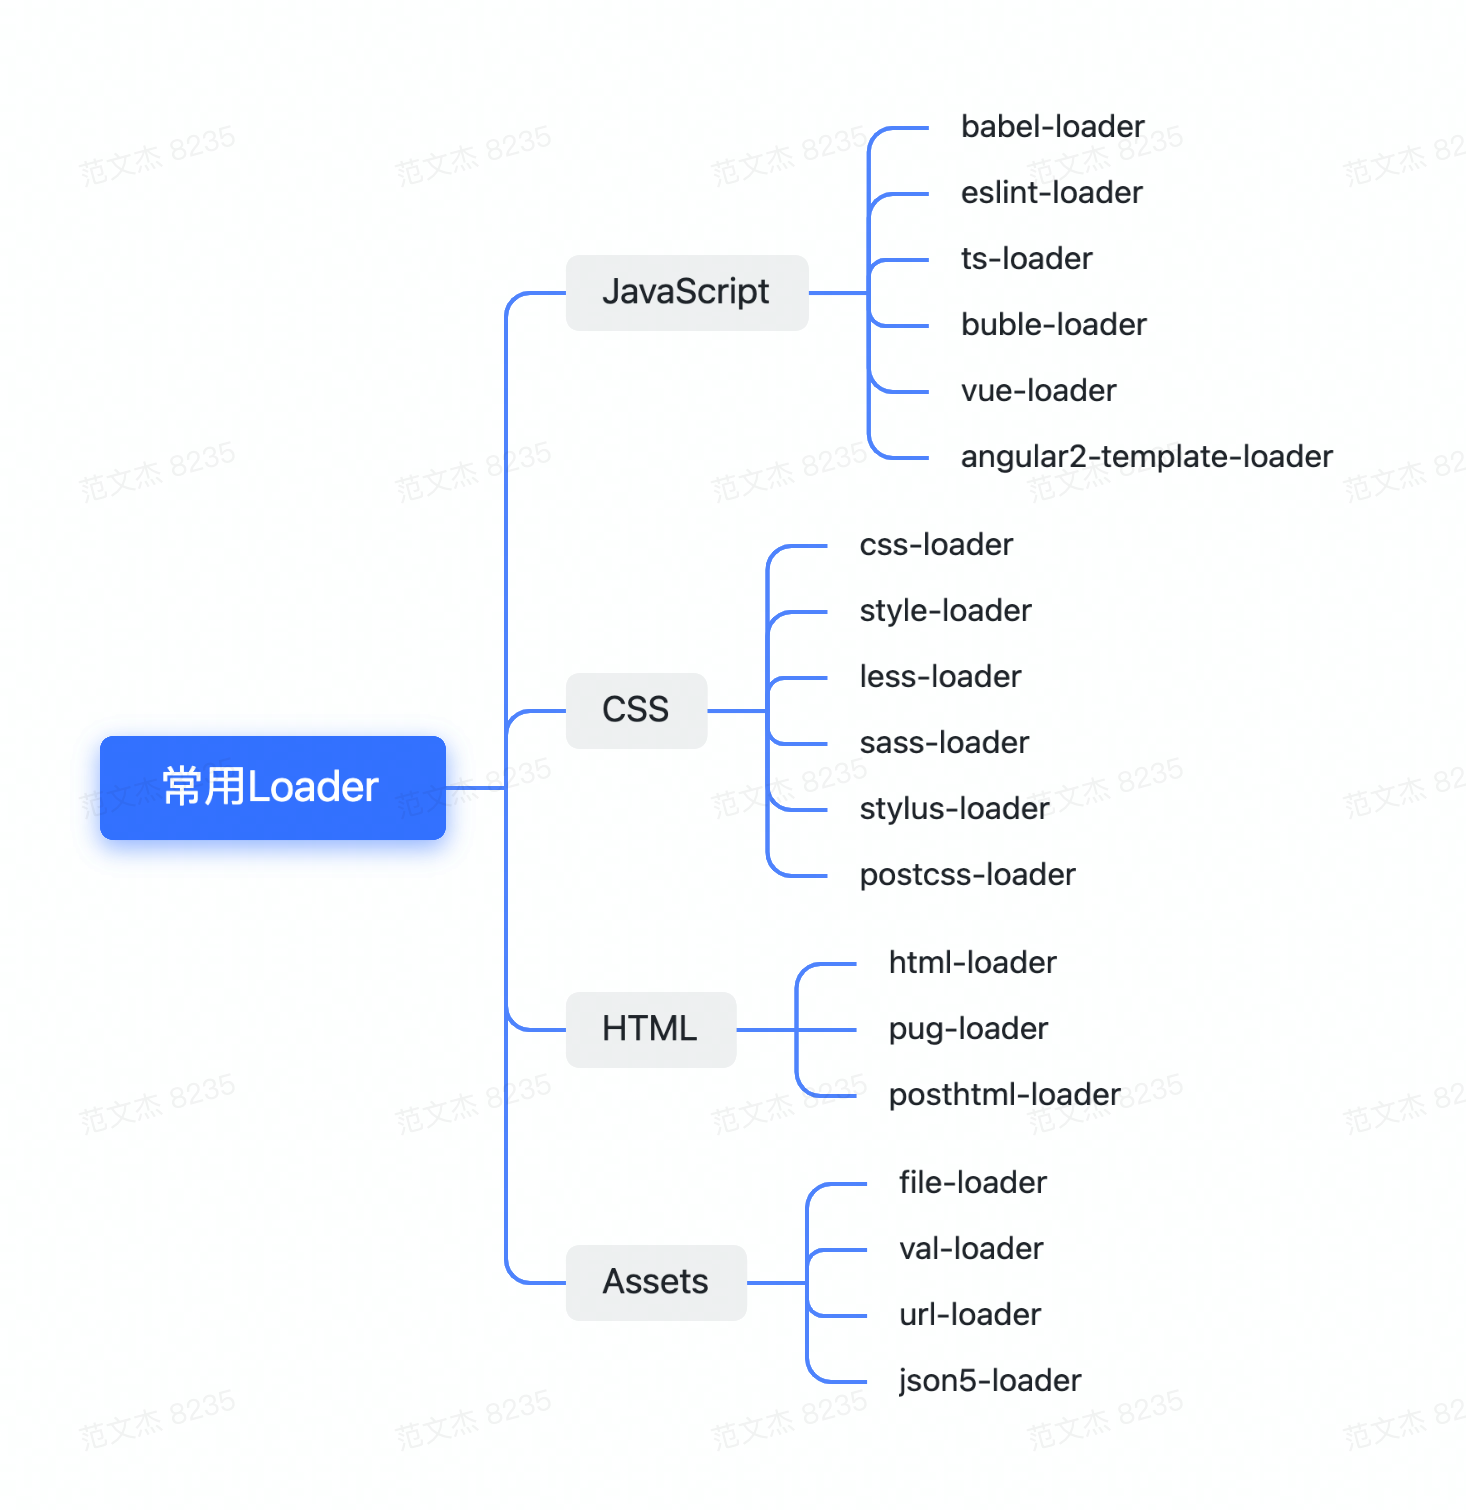 常用Loader
JavaScript
babel-loader
eslint-loader
ts-loader
buble-loader
vue-loader
angular2-template-loader
CSS
css-loader
style-loader
less-loader
sass-loader
stylus-loader
postcss-loader
HTML
html-loader
pug-loader
posthtml-loader
Assets
file-loader
val-loader
url-loader
json5-loader
范文杰 8235